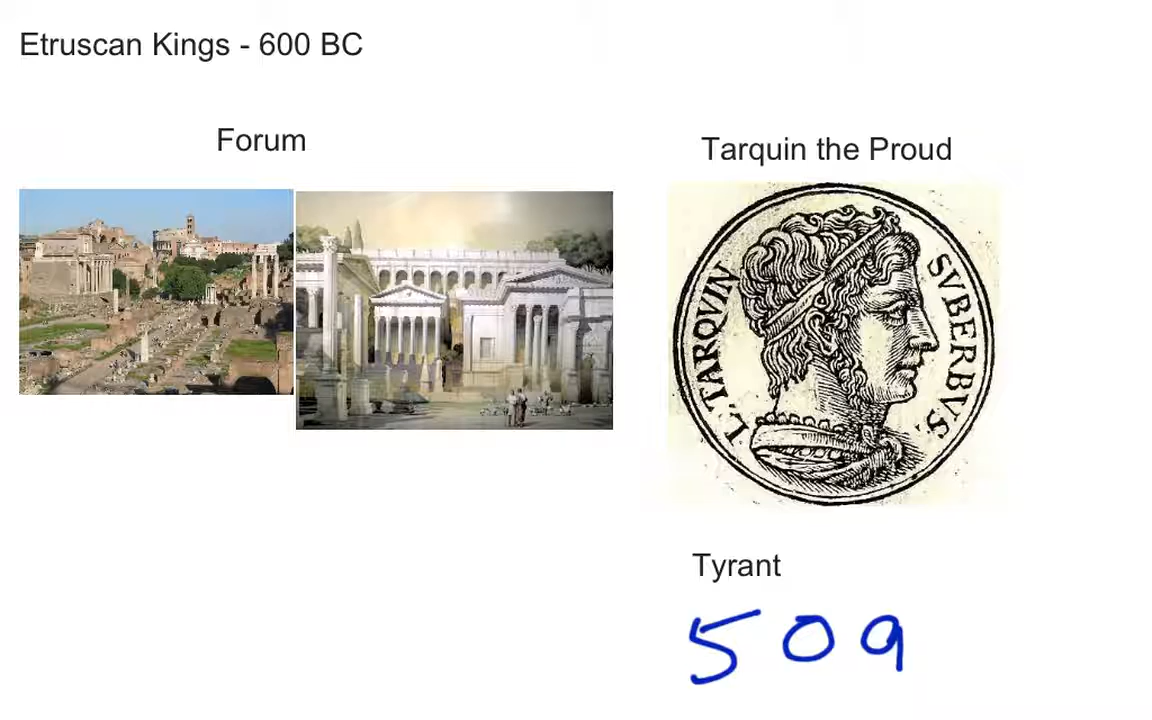 Etruscan Kings - 600 BC
Forum
Tarquin the Proud
L. TARQVIN SVBERBVS.
Tyrant
509